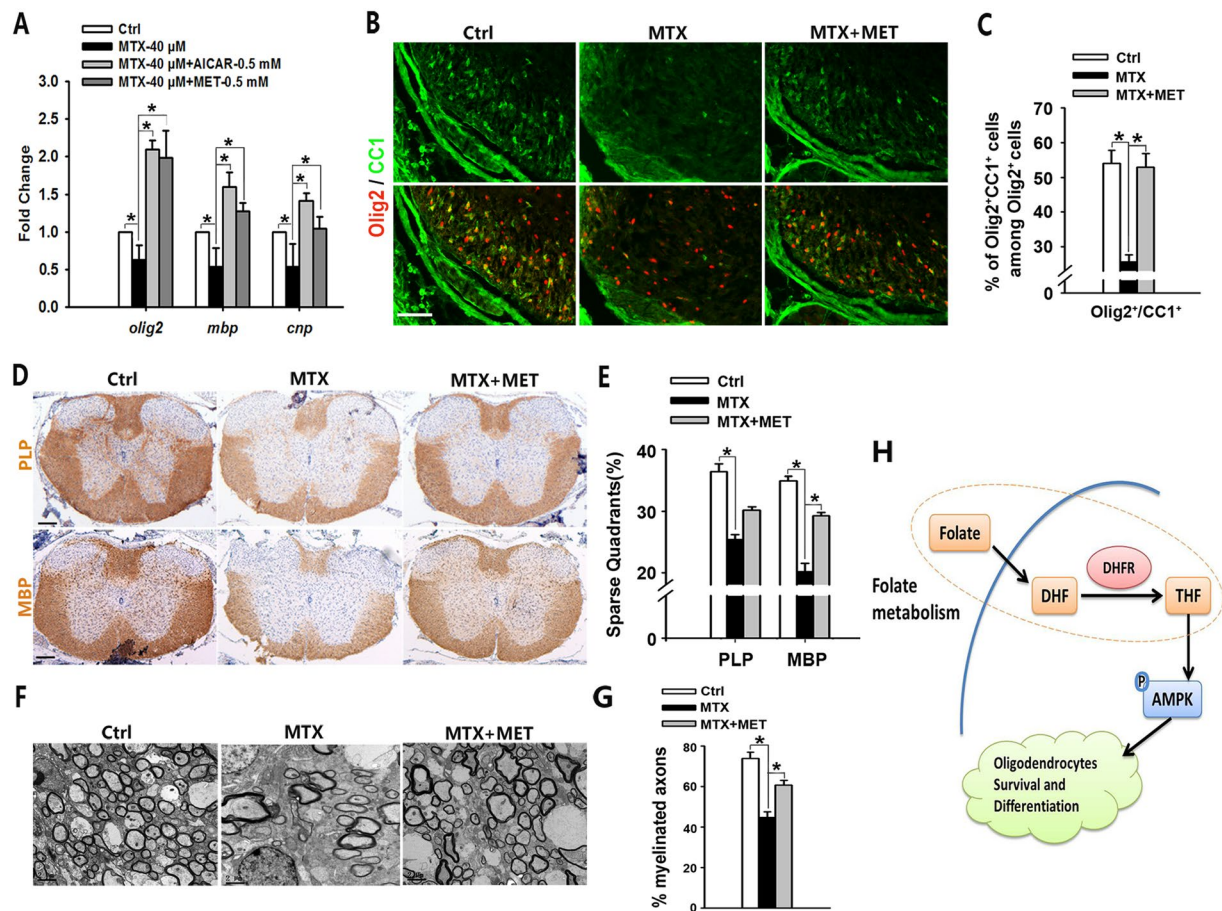 A
Ctrl
MTX-40 μM
MTX-40 μM+AICAR-0.5 mM
MTX-40 μM+MET-0.5 mM
Fold Change
3.0
2.5
2.0
1.5
1.0
0.5
0.0
* * * * * * * * *
olig2 mbp cnp
B
Ctrl MTX MTX+MET
Olig2 / CC1
C
Ctrl
MTX
MTX+MET
% of Olig2⁺CC1⁺ cells
among Olig2⁺ cells
70
60
50
40
30
0
* *
Olig2⁺/CC1⁺
D
Ctrl MTX MTX+MET
PLP
MBP
E
Ctrl
MTX
MTX+MET
Sparse Quadrants(%)
40
30
20
0
* * *
PLP MBP
F
Ctrl MTX MTX+MET
G
Ctrl
MTX
MTX+MET
% myelinated axons
80
60
40
20
0
* *
H
Folate
DHFR
DHF
THF
Folate
metabolism
P
AMPK
Oligodendrocytes
Survival and
Differentiation